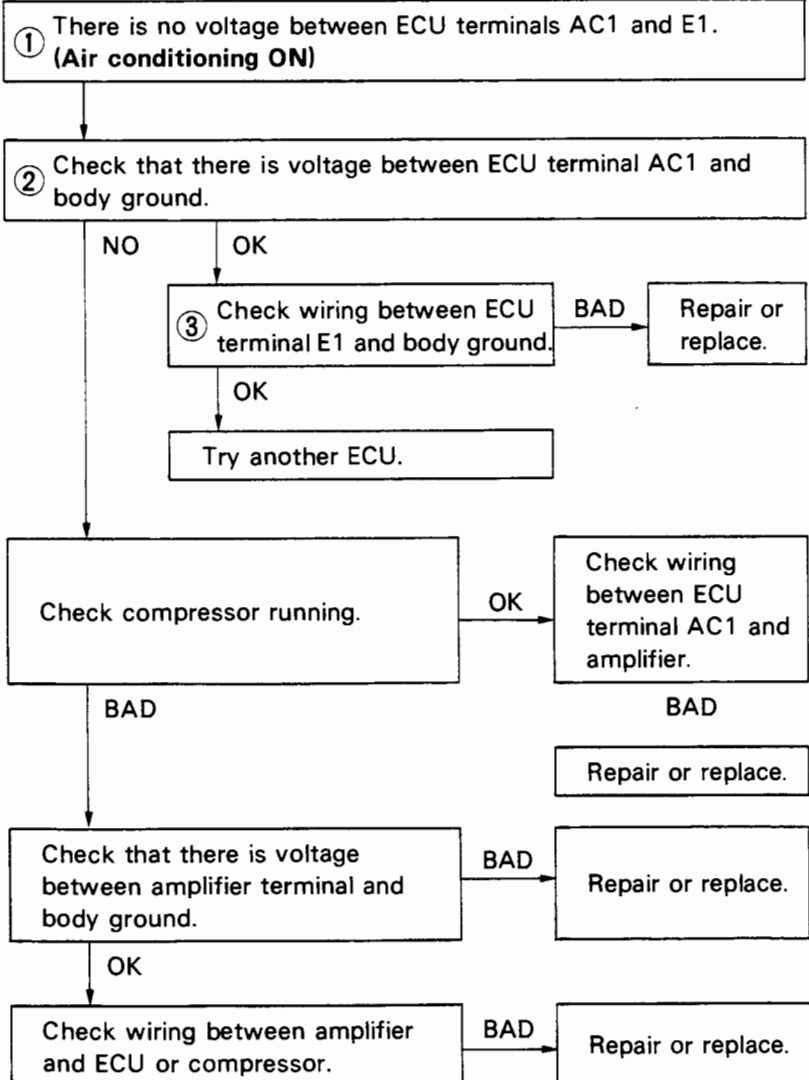 ① There is no voltage between ECU terminals AC1 and E1.
(Air conditioning ON)
② Check that there is voltage between ECU terminal AC1 and
body ground.
NO
OK
③ Check wiring between ECU
terminal E1 and body ground.
BAD
Repair or
replace.
OK
Try another ECU.
Check compressor running.
OK
Check wiring
between ECU
terminal AC1 and
amplifier.
BAD
BAD
Repair or replace.
Check that there is voltage
between amplifier terminal and
body ground.
BAD
Repair or replace.
OK
Check wiring between amplifier
and ECU or compressor.
BAD
Repair or replace.